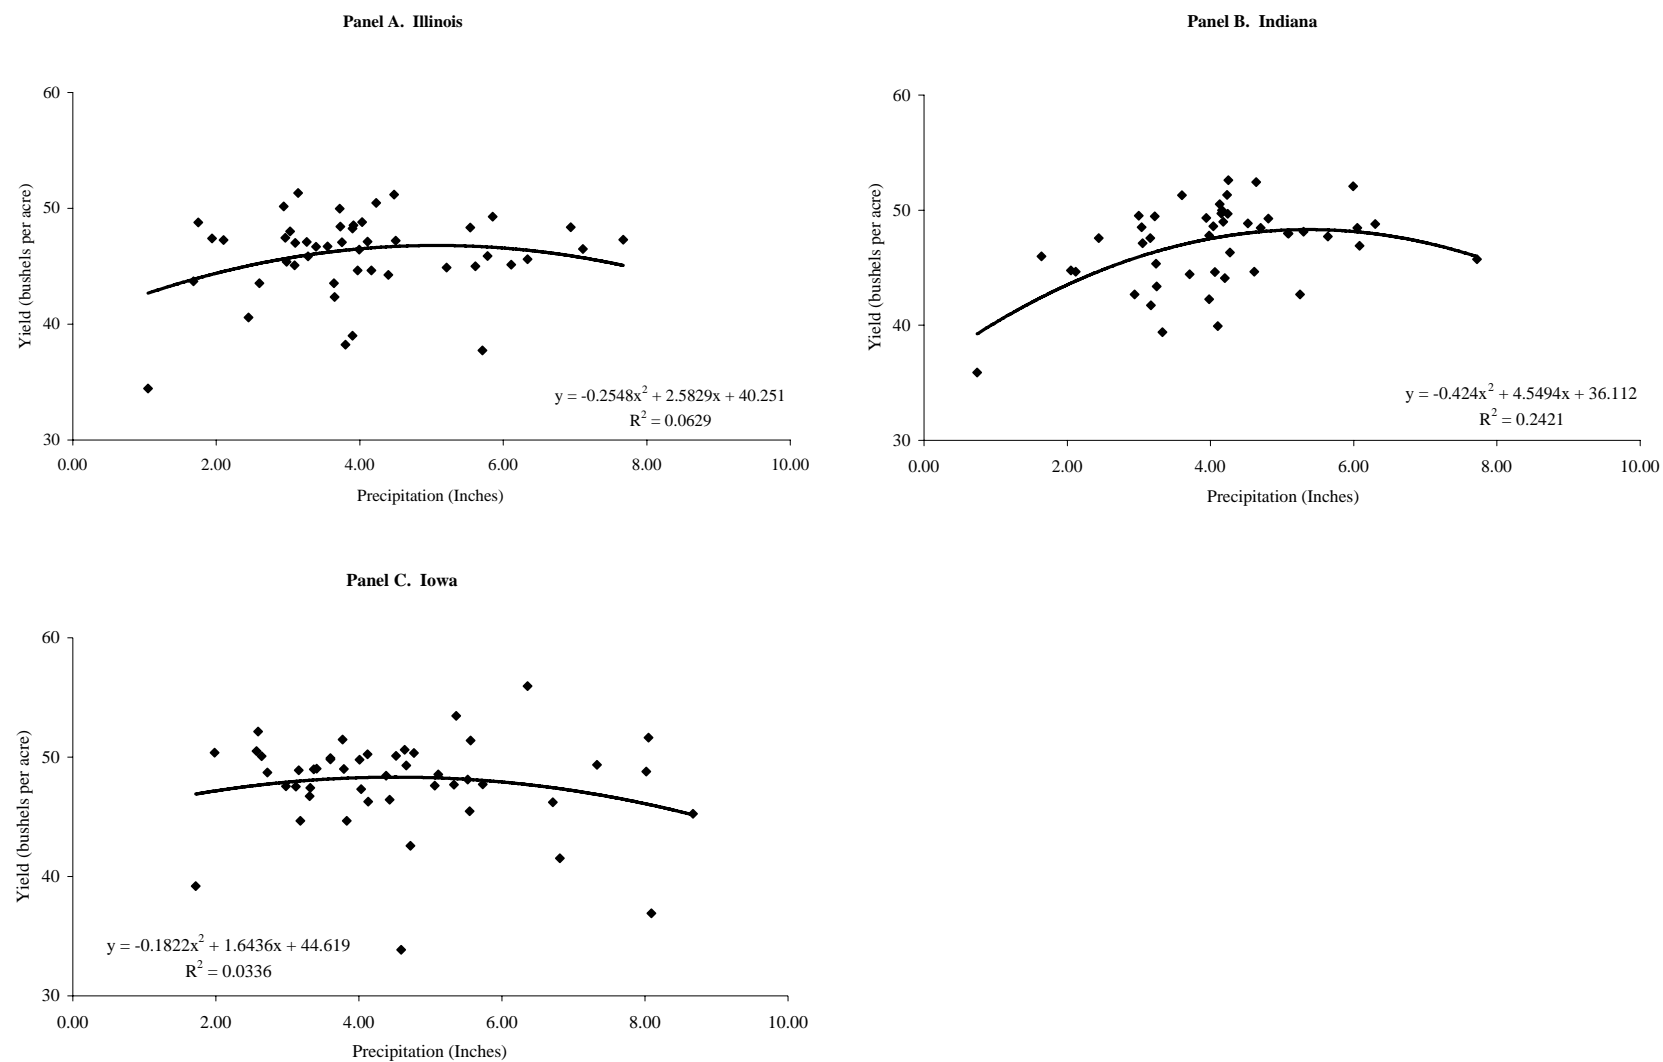 Panel A.  Illinois
60
50
40
30
Yield (bushels per acre)
0.00 2.00 4.00 6.00 8.00 10.00
Precipitation (Inches)
y = -0.2548x² + 2.5829x + 40.251
R² = 0.0629
Panel B.  Indiana
60
50
40
30
Yield (bushels per acre)
0.00 2.00 4.00 6.00 8.00 10.00
Precipitation (Inches)
y = -0.424x² + 4.5494x + 36.112
R² = 0.2421
Panel C.  Iowa
60
50
40
30
Yield (bushels per acre)
0.00 2.00 4.00 6.00 8.00 10.00
Precipitation (Inches)
y = -0.1822x² + 1.6436x + 44.619
R² = 0.0336